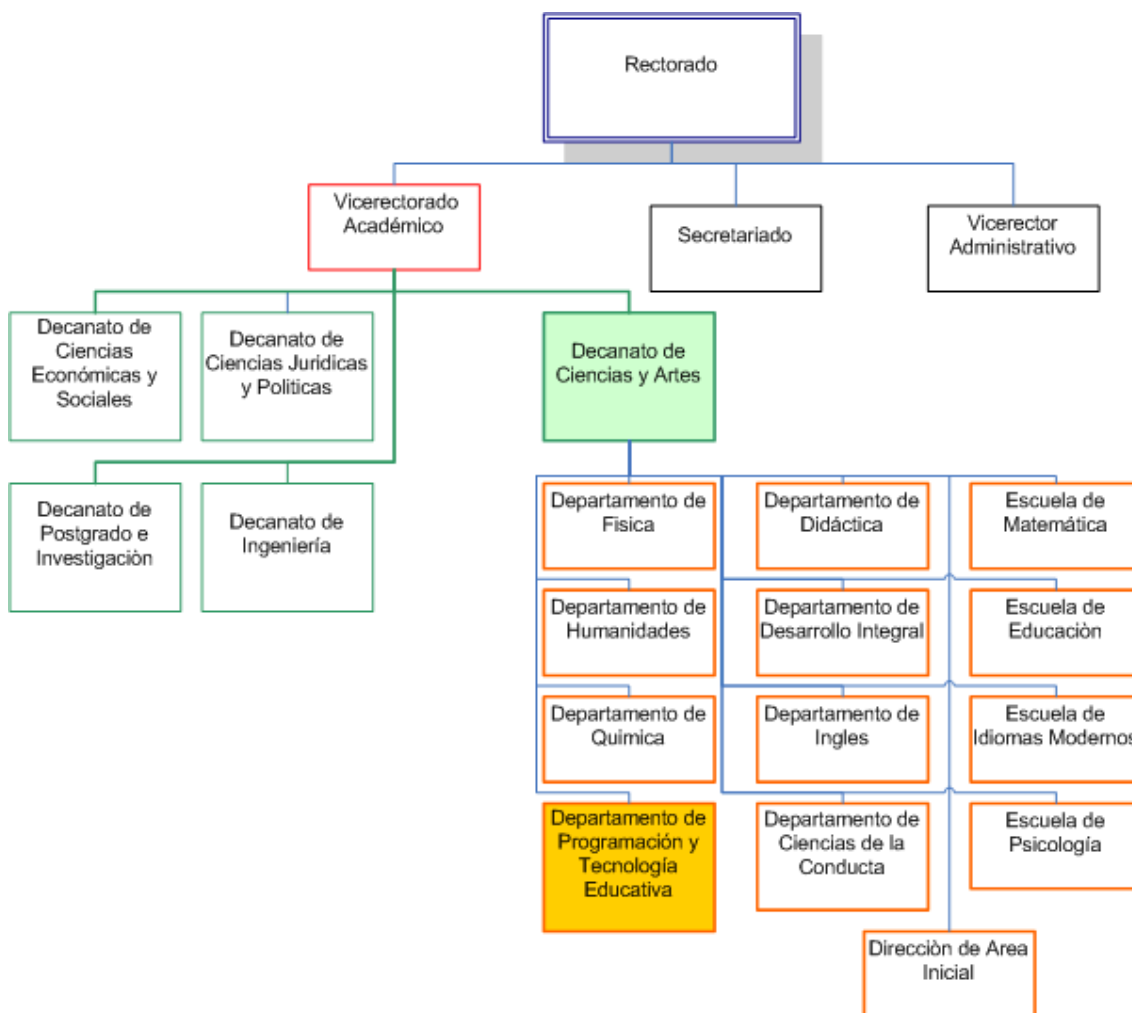 Rectorado
Vicerectorado
Académico
Secretariado
Vicerector
Administrativo
Decanato de
Ciencias
Económicas y
Sociales
Decanato de
Ciencias Juridicas
y Politicas
Decanato de
Ciencias y Artes
Decanato de
Postgrado e
Investigaciòn
Decanato de
Ingeniería
Departamento de
Fisica
Departamento de
Didáctica
Escuela de
Matemática
Departamento de
Humanidades
Departamento de
Desarrollo Integral
Escuela de
Educaciòn
Departamento de
Quimica
Departamento de
Ingles
Escuela de
Idiomas Modernos
Departamento de
Programación y
Tecnología
Educativa
Departamento de
Ciencias de la
Conducta
Escuela de
Psicología
Direcciòn de Area
Inicial